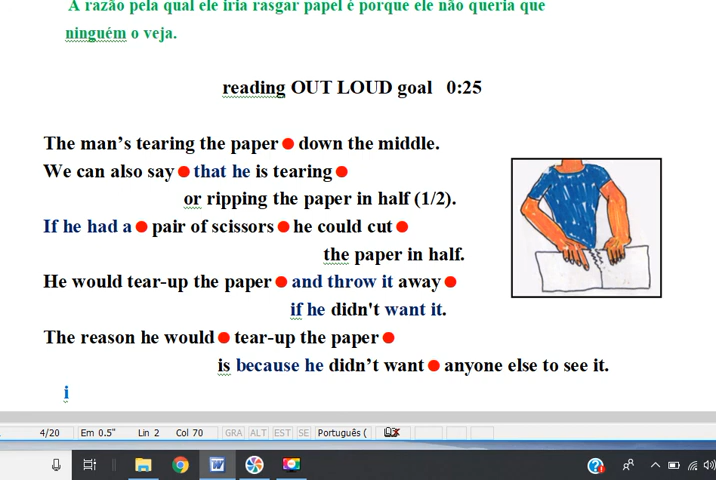 A razão pela qual ele iria rasgar papel é porque ele não queria que
ninguém o veja.
reading OUT LOUD goal 0:25
The man’s tearing the paper down the middle.
We can also say that he is tearing
or ripping the paper in half (1/2).
If he had a pair of scissors he could cut
the paper in half.
He would tear-up the paper and throw it away
if he didn't want it.
The reason he would tear-up the paper
is because he didn’t want anyone else to see it.
i
4/20 Em 0.5" Lin 2 Col 70 GRA ALT EST SE Português (